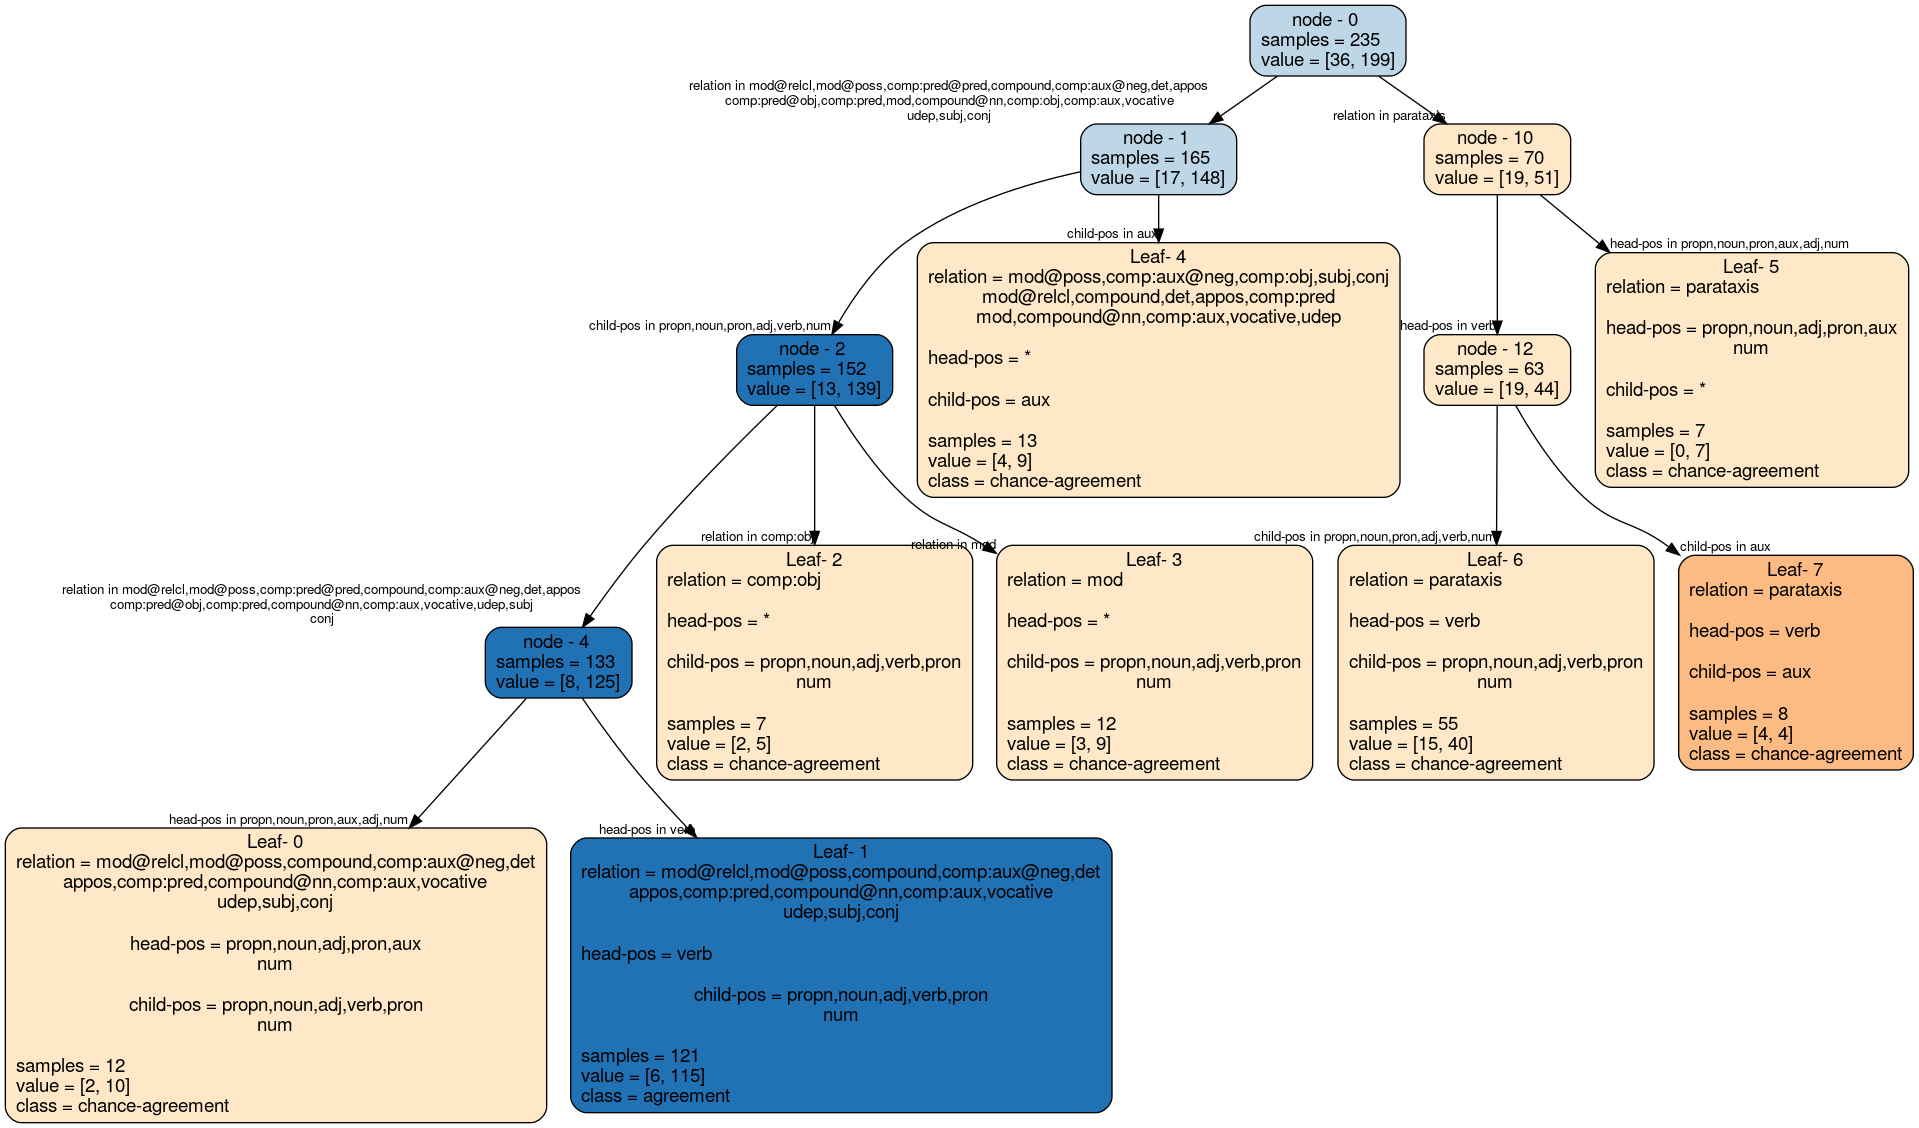 node - 0
samples = 235
value = [36, 199]
relation in mod@relcl,mod@poss,comp:pred@pred,compound,comp:aux@neg,det,appos
comp:pred@obj,comp:pred,mod,compound@nn,comp:obj,comp:aux,vocative
udep,subj,conj
relation in parataxis
node - 1
samples = 165
value = [17, 148]
node - 10
samples = 70
value = [19, 51]
child-pos in propn,noun,pron,adj,verb,num
child-pos in aux
head-pos in verb
head-pos in propn,noun,pron,aux,adj,num
node - 2
samples = 152
value = [13, 139]
Leaf- 4
relation = mod@poss,comp:aux@neg,comp:obj,subj,conj
mod@relcl,compound,det,appos,comp:pred
mod,compound@nn,comp:aux,vocative,udep
head-pos = *
child-pos = aux
samples = 13
value = [4, 9]
class = chance-agreement
node - 12
samples = 63
value = [19, 44]
Leaf- 5
relation = parataxis
head-pos = propn,noun,adj,pron,aux
num
child-pos = *
samples = 7
value = [0, 7]
class = chance-agreement
relation in mod@relcl,mod@poss,comp:pred@pred,compound,comp:aux@neg,det,appos
comp:pred@obj,comp:pred,compound@nn,comp:aux,vocative,udep,subj
conj
relation in comp:obj
relation in mod
child-pos in propn,noun,pron,adj,verb,num
child-pos in aux
node - 4
samples = 133
value = [8, 125]
Leaf- 2
relation = comp:obj
head-pos = *
child-pos = propn,noun,adj,verb,pron
num
samples = 7
value = [2, 5]
class = chance-agreement
Leaf- 3
relation = mod
head-pos = *
child-pos = propn,noun,adj,verb,pron
num
samples = 12
value = [3, 9]
class = chance-agreement
Leaf- 6
relation = parataxis
head-pos = verb
child-pos = propn,noun,adj,verb,pron
num
samples = 55
value = [15, 40]
class = chance-agreement
Leaf- 7
relation = parataxis
head-pos = verb
child-pos = aux
samples = 8
value = [4, 4]
class = chance-agreement
head-pos in propn,noun,pron,aux,adj,num
head-pos in verb
Leaf- 0
relation = mod@relcl,mod@poss,compound,comp:aux@neg,det
appos,comp:pred,compound@nn,comp:aux,vocative
udep,subj,conj
head-pos = propn,noun,adj,pron,aux
num
child-pos = propn,noun,adj,verb,pron
num
samples = 12
value = [2, 10]
class = chance-agreement
Leaf- 1
relation = mod@relcl,mod@poss,compound,comp:aux@neg,det
appos,comp:pred,compound@nn,comp:aux,vocative
udep,subj,conj
head-pos = verb
child-pos = propn,noun,adj,verb,pron
num
samples = 121
value = [6, 115]
class = agreement